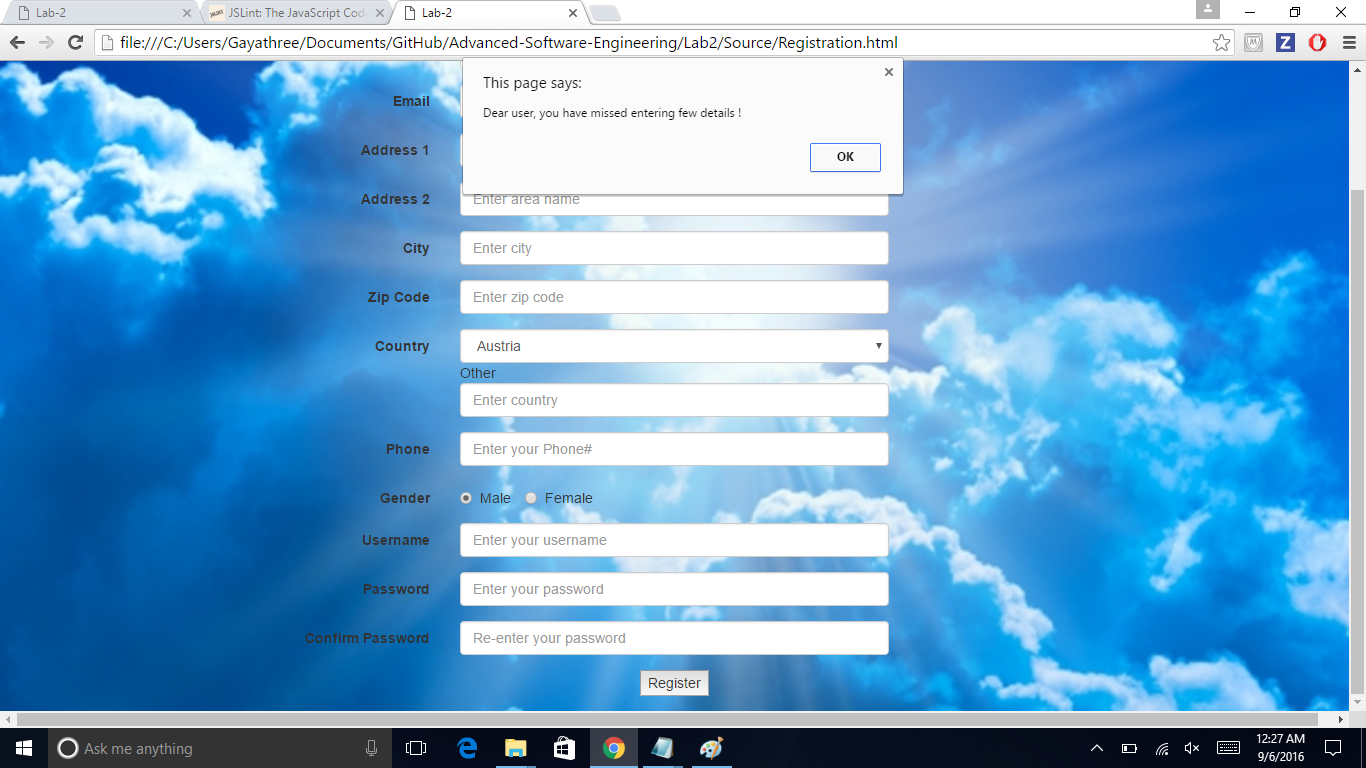 Lab-2
JSLint: The JavaScript Cod
Lab-2
file:///C:/Users/Gayathree/Documents/GitHub/Advanced-Software-Engineering/Lab2/Source/Registration.html
This page says:
Dear user, you have missed entering few details !
OK
Email
Address 1
Address 2 Enter area name
City Enter city
Zip Code Enter zip code
Country Austria
Other
Enter country
Phone Enter your Phone#
Gender Male Female
Username Enter your username
Password Enter your password
Confirm Password Re-enter your password
Register
Ask me anything
12:27 AM
9/6/2016